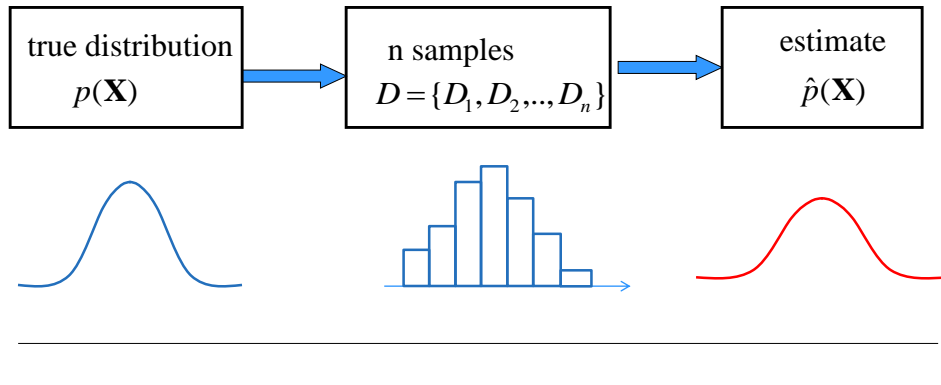 true distribution
p(X)
n samples
D = {D₁, D₂,.., Dₙ}
estimate
p̂(X)